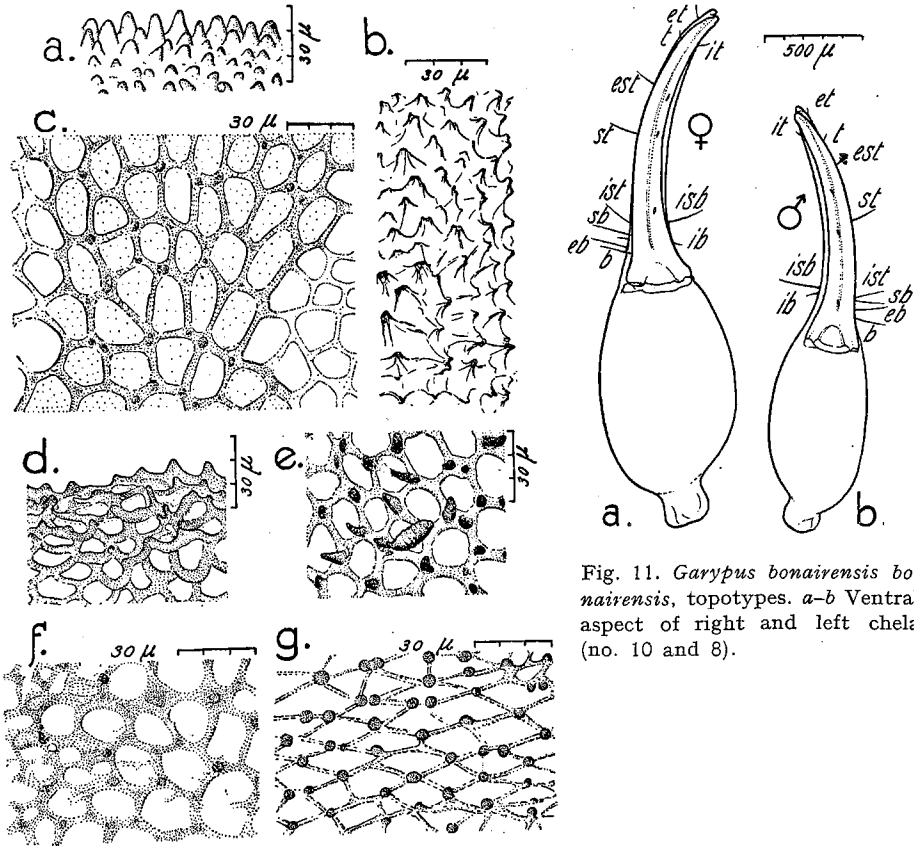 a.
30 µ
b.
30 µ
c.
30 µ
d.
30 µ
e.
30 µ
f.
30 µ
g.
30 µ
et
t
it
est
st
♀
ist
isb
sb
ib
eb
b
a.
500 µ
et
it
t
est
♂
st
isb
ist
ib
sb
eb
b
b.
Fig. 11. Garypus bonairensis bo-
nairensis, topotypes. a–b Ventral
aspect of right and left chela
(no. 10 and 8).